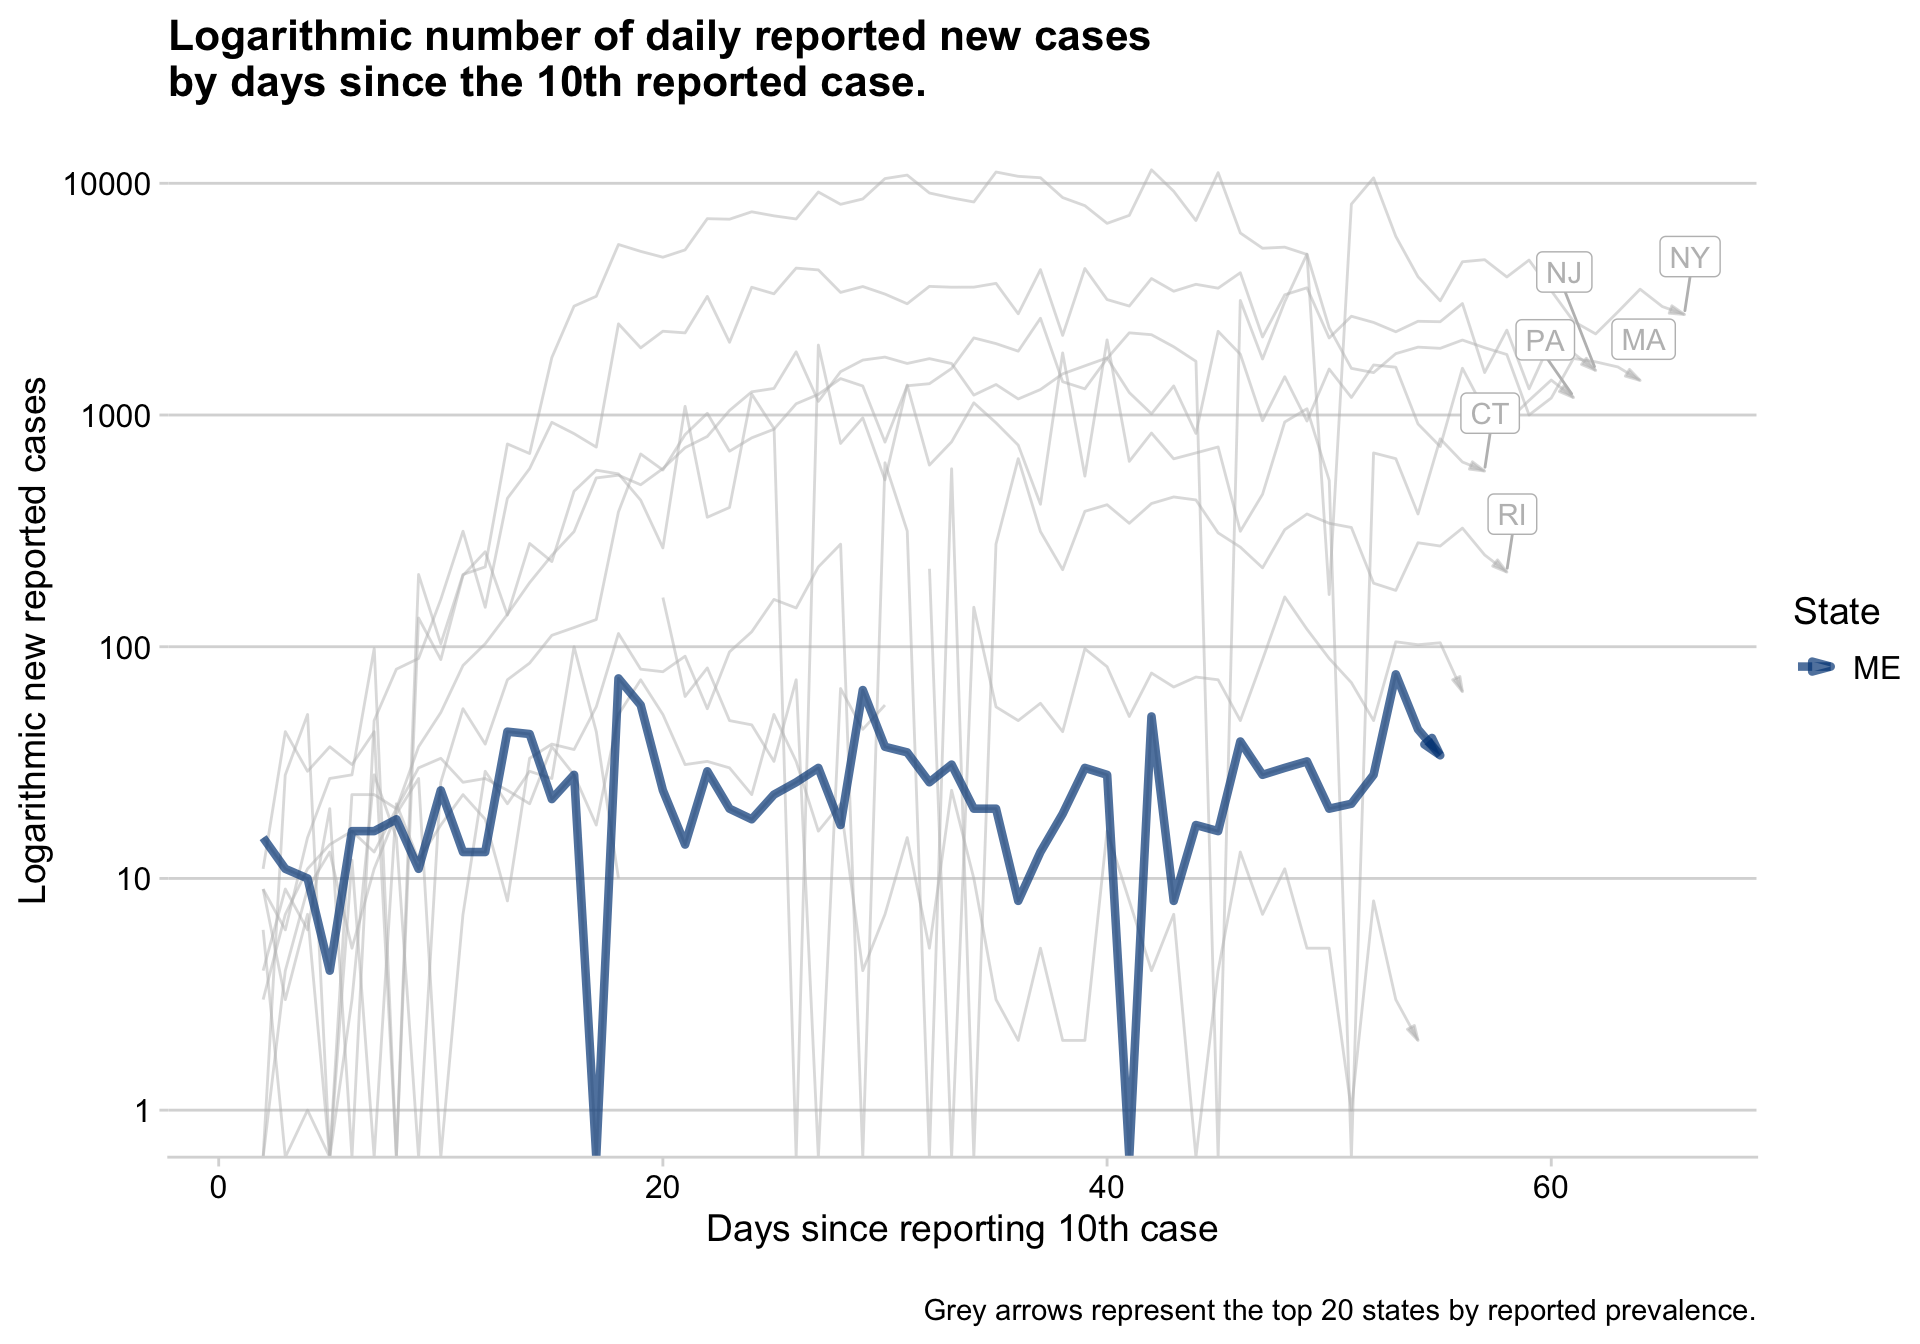 Logarithmic number of daily reported new cases
by days since the 10th reported case.
10000
1000
100
10
1
Logarithmic new reported cases
NY
NJ
PA
MA
CT
RI
State
ME
0 20 40 60
Days since reporting 10th case
Grey arrows represent the top 20 states by reported prevalence.